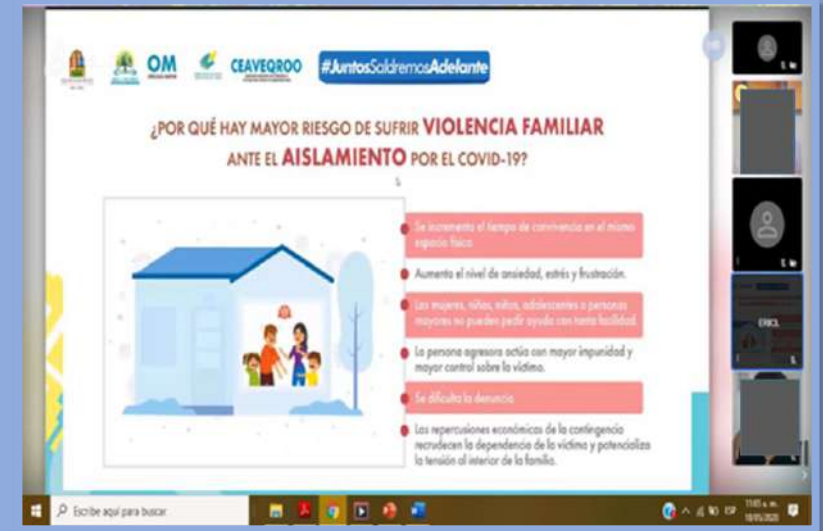 OM
CEAVEQROO
#JuntosSaldremosAdelante
¿POR QUÉ HAY MAYOR RIESGO DE SUFRIR VIOLENCIA FAMILIAR
ANTE EL AISLAMIENTO POR EL COVID-19?
Se incrementa el tiempo de convivencia en el mismo
espacio físico
Aumenta el nivel de ansiedad, estrés y frustración.
Las mujeres, niñas, niños, adolescentes o personas
mayores no pueden pedir ayuda con tanta facilidad.
La persona agresora actúa con mayor impunidad y
mayor control sobre la víctima.
Se dificulta la denuncia
Las repercusiones económicas de la contingencia
recrudecen la dependencia de la víctima y potencializa
la tensión al interior de la familia.
Escribe aquí para buscar
ESP
11:05 a. m.